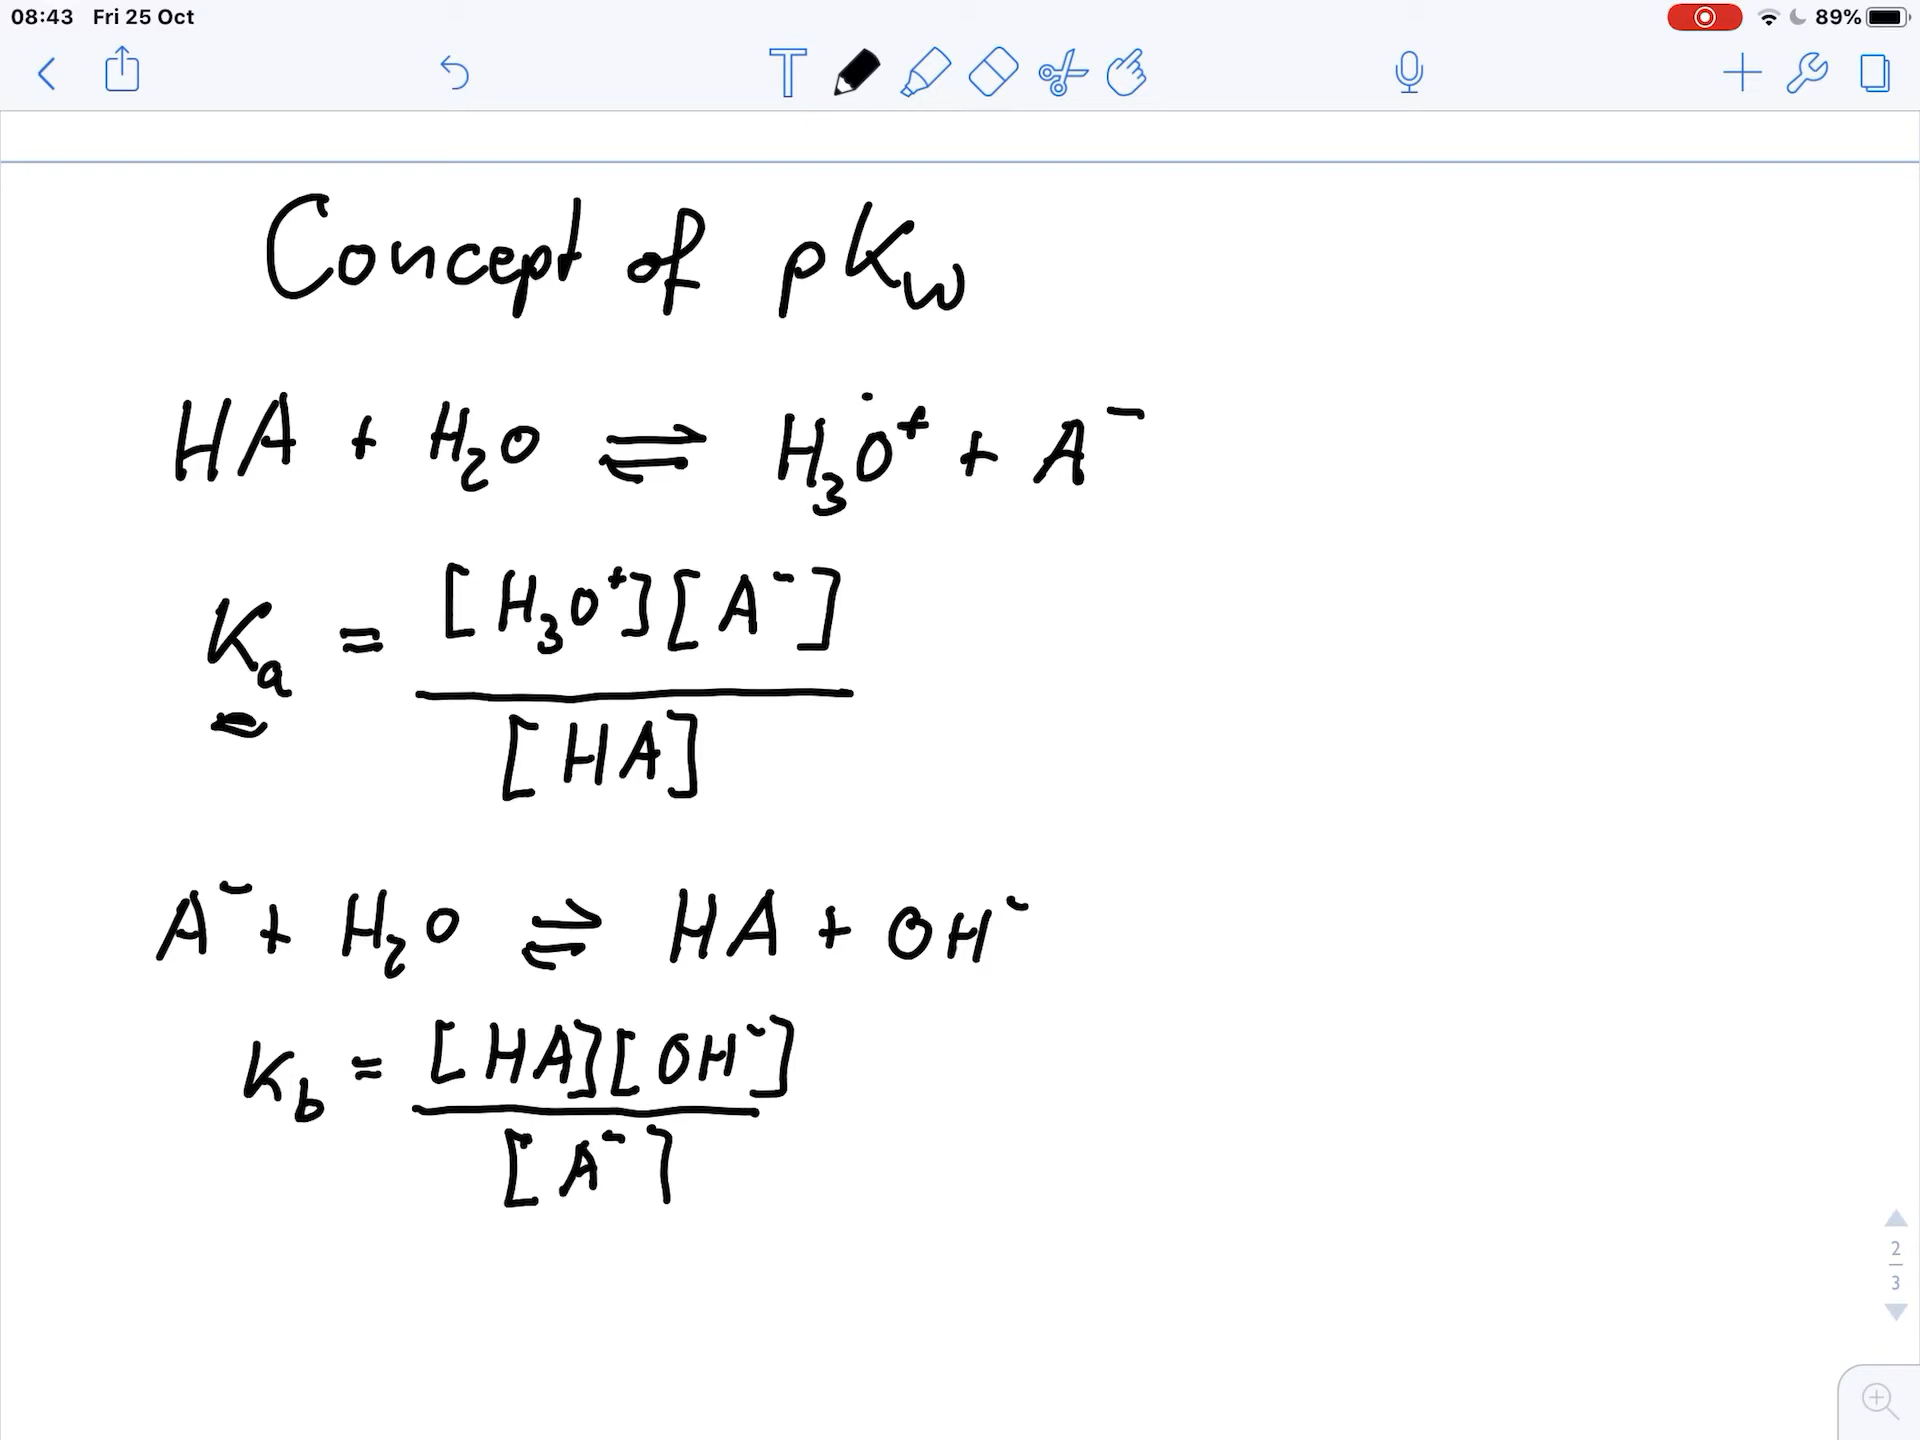 08:43 Fri 25 Oct 89%
T
Concept of pKw
HA + H₂O ⇌ H₃O⁺ + A⁻
Ka = [H₃O⁺][A⁻]
[HA]
A⁻ + H₂O ⇌ HA + OH⁻
Kb = [HA][OH⁻]
[A⁻]
2
3